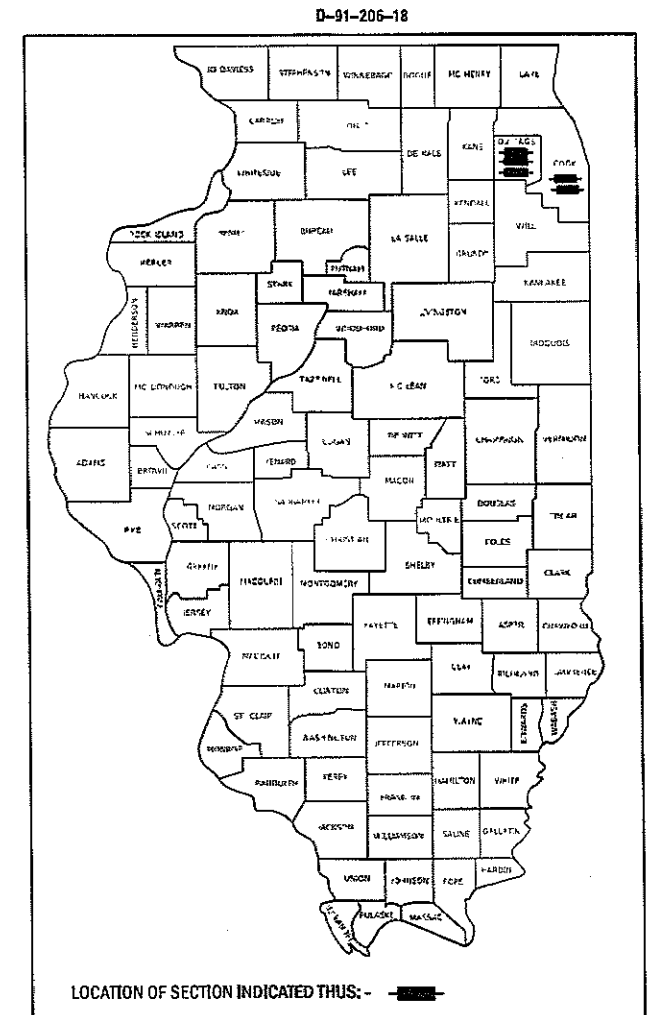 D-91-206-18
JO DAVIESS STEPHENSON WINNEBAGO BOONE MC HENRY LAKE
CARROLL DE KALB KANE DU PAGE COOK
WHITESIDE LEE
KENDALL WILL
ROCK ISLAND HENRY BUREAU LA SALLE GRUNDY
MERCER PUTNAM KANKAKEE
STARK MARSHALL
HENDERSON WARREN KNOX PEORIA WOODFORD LIVINGSTON IROQUOIS
HANCOCK MC DONOUGH FULTON TAZEWELL MC LEAN FORD
MASON
SCHUYLER LOGAN DE WITT CHAMPAIGN VERMILION
ADAMS BROWN CASS MENARD PIATT
MACON
MORGAN SANGAMON DOUGLAS
PIKE SCOTT MOULTRIE EDGAR
CHRISTIAN COLES
GREENE MACOUPIN MONTGOMERY SHELBY CLARK
CALHOUN CUMBERLAND
JERSEY
FAYETTE EFFINGHAM JASPER CRAWFORD
BOND
CLAY RICHLAND LAWRENCE
CLINTON MARION
ST. CLAIR WAYNE EDWARDS WABASH
WASHINGTON JEFFERSON
MONROE
RANDOLPH PERRY HAMILTON WHITE
FRANKLIN
JACKSON WILLIAMSON SALINE GALLATIN
UNION JOHNSON POPE HARDIN
PULASKI MASSAC
LOCATION OF SECTION INDICATED THUS: -